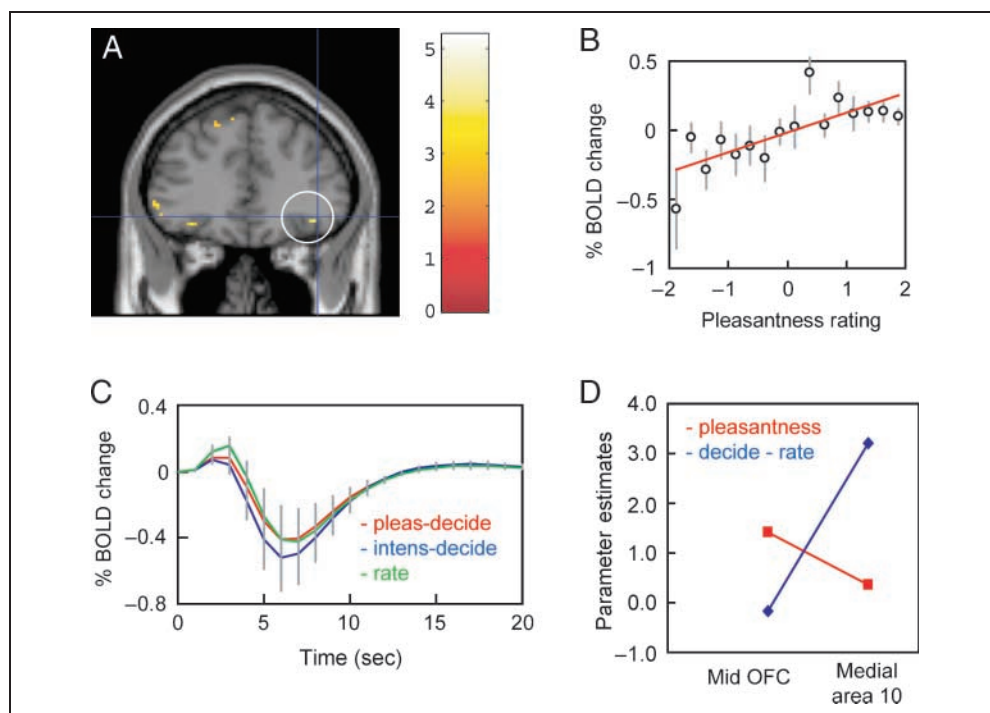 A
5
4
3
2
1
0
B
% BOLD change
0.5
0
−0.5
−1
−2
−1
0
1
2
Pleasantness rating
C
% BOLD change
0.4
0
−0.4
−0.8
- pleas-decide
- intens-decide
- rate
0
5
10
15
20
Time (sec)
D
Parameter estimates
4.0
3.0
2.0
1.0
0.0
−1.0
- pleasantness
- decide - rate
Mid OFC
Medial
area 10